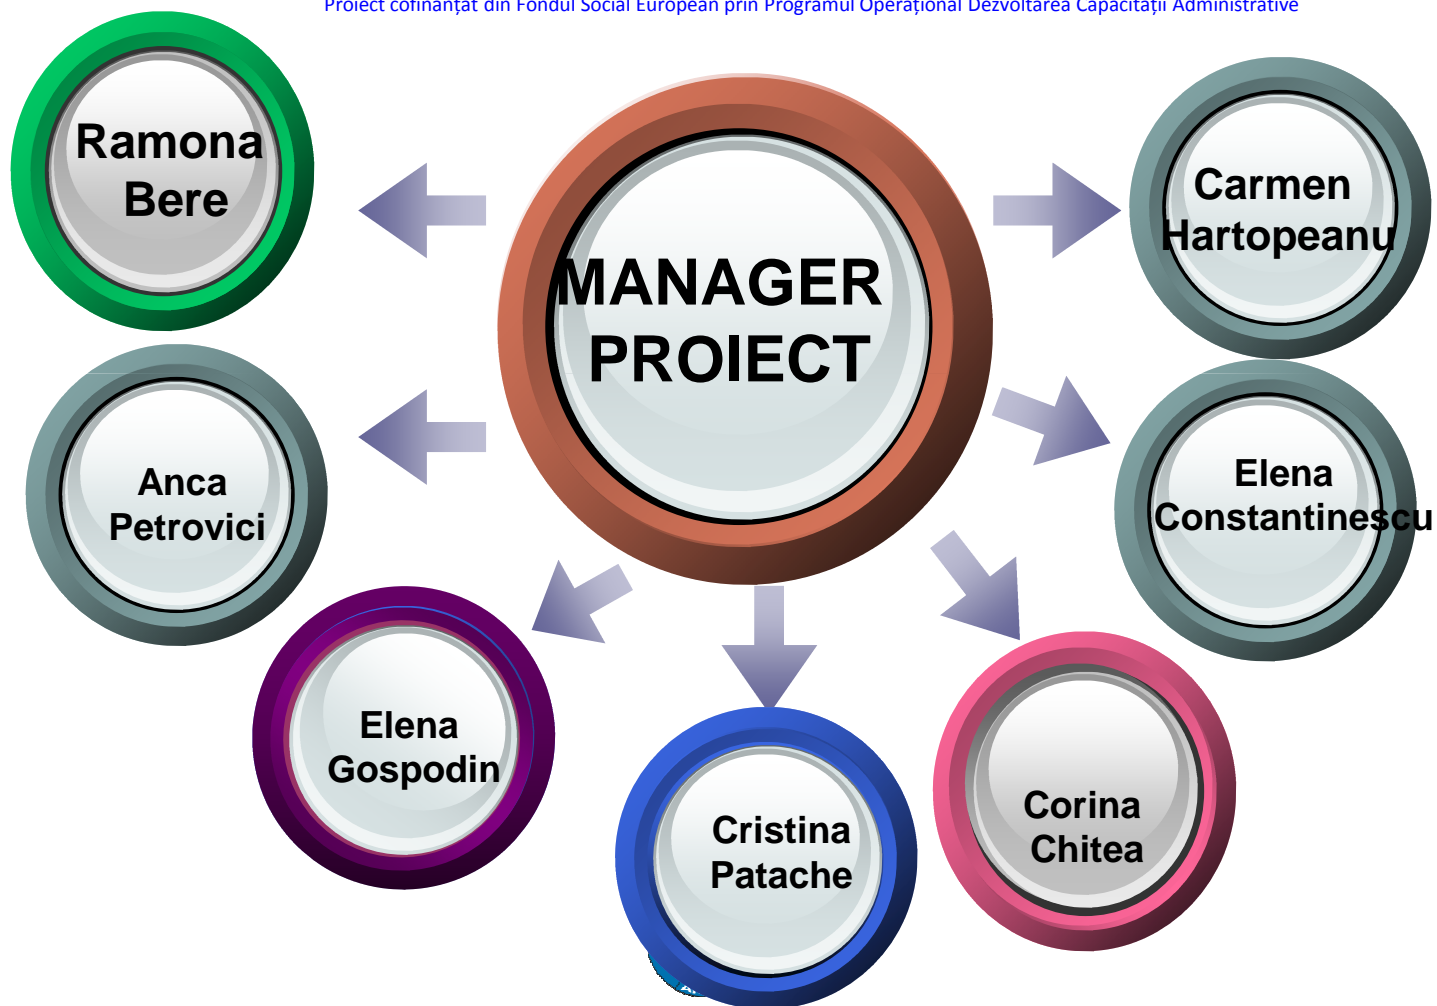 Proiect cofinanțat din Fondul Social European prin Programul Operațional Dezvoltarea Capacității Administrative
Ramona
Bere
MANAGER
PROIECT
Carmen
Hartopeanu
Anca
Petrovici
Elena
Constantinescu
Elena
Gospodin
Cristina
Patache
Corina
Chitea